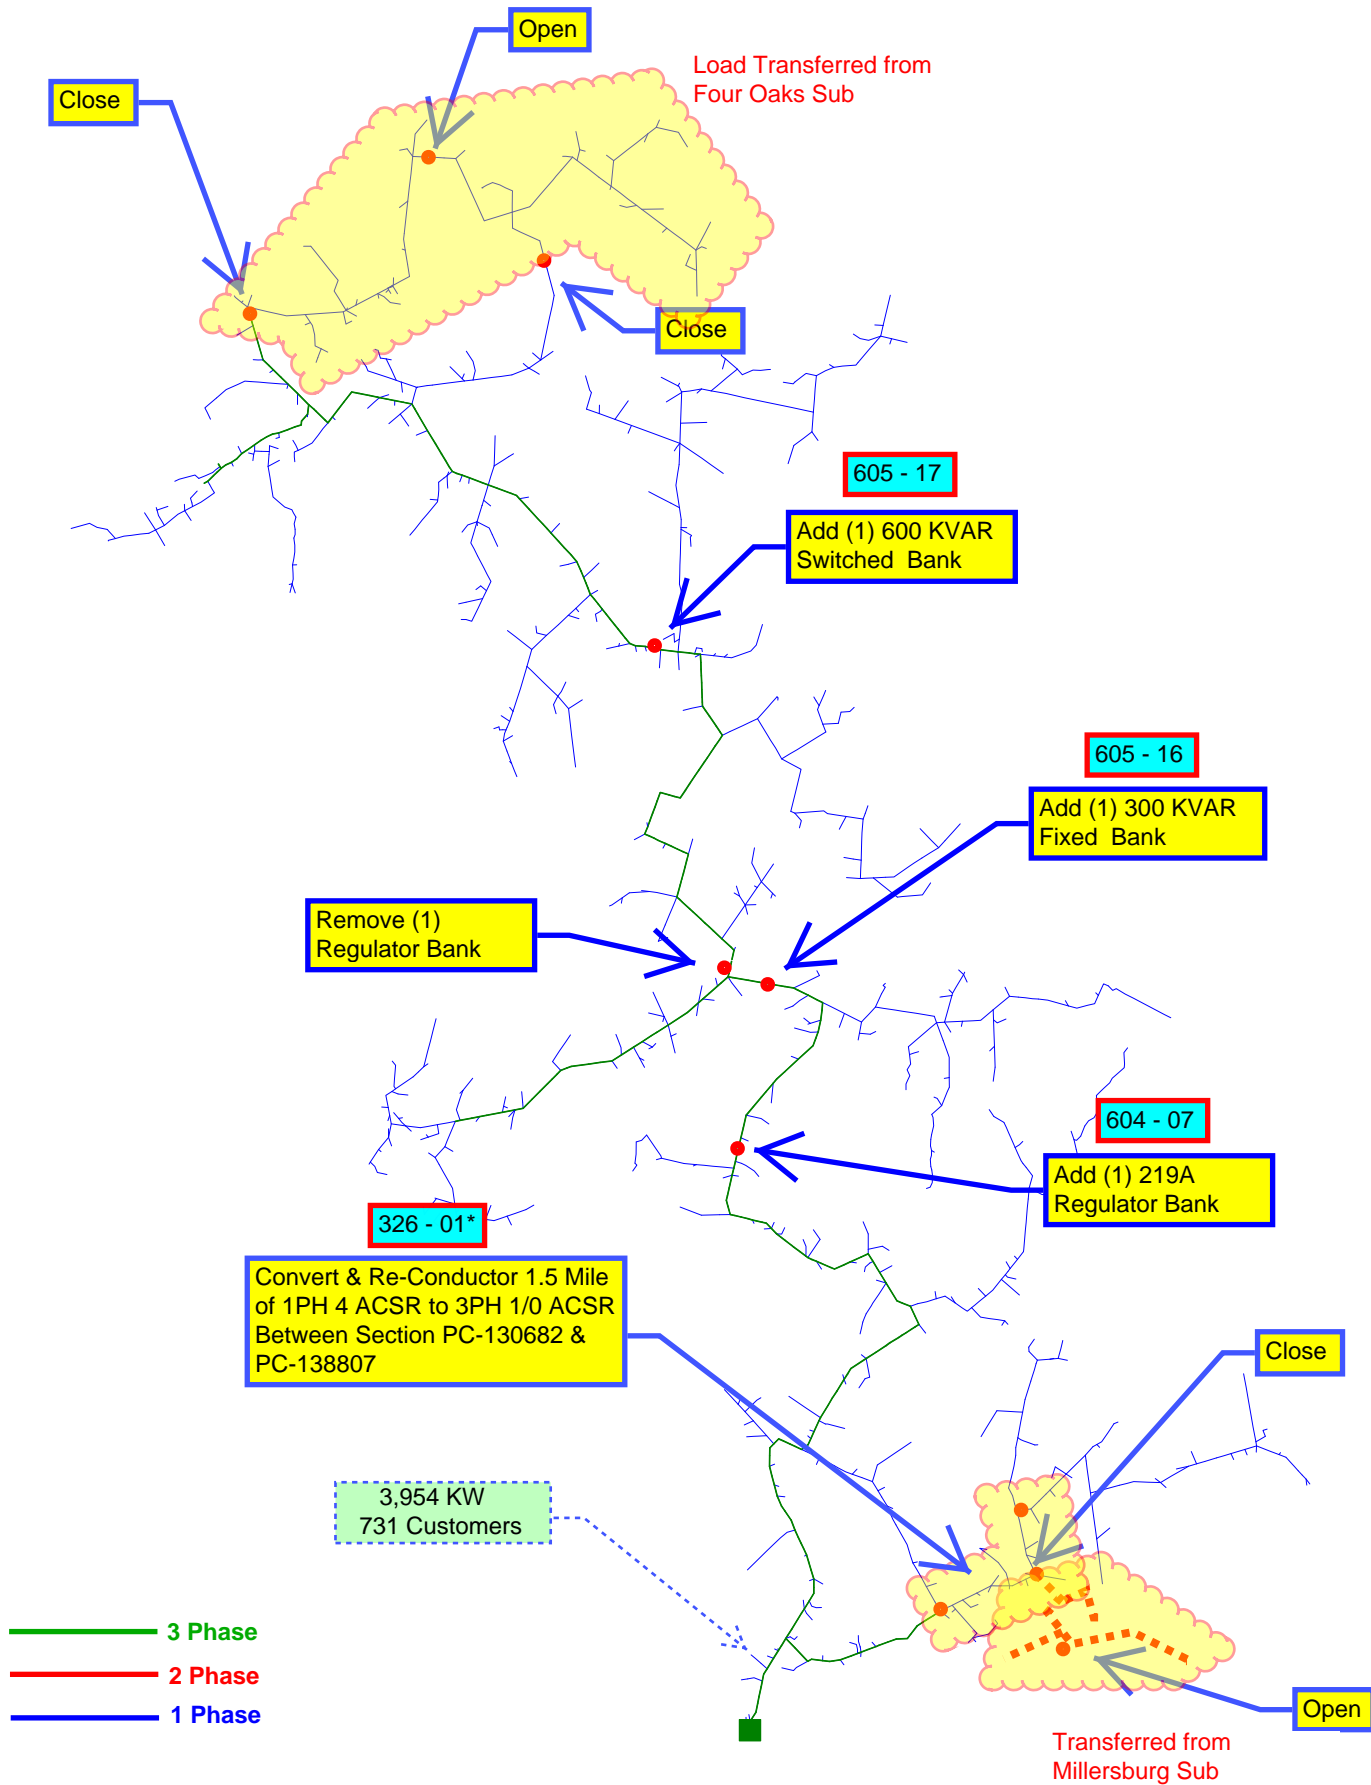 Open
Load Transferred from
Four Oaks Sub
Close
Close
605 - 17
Add (1) 600 KVAR
Switched  Bank
605 - 16
Add (1) 300 KVAR
Fixed  Bank
Remove (1)
Regulator Bank
604 - 07
Add (1) 219A
Regulator Bank
326 - 01*
Convert & Re-Conductor 1.5 Mile
of 1PH 4 ACSR to 3PH 1/0 ACSR
Between Section PC-130682 &
PC-138807
Close
3,954 KW
731 Customers
3 Phase
2 Phase
1 Phase
Open
Transferred from
Millersburg Sub